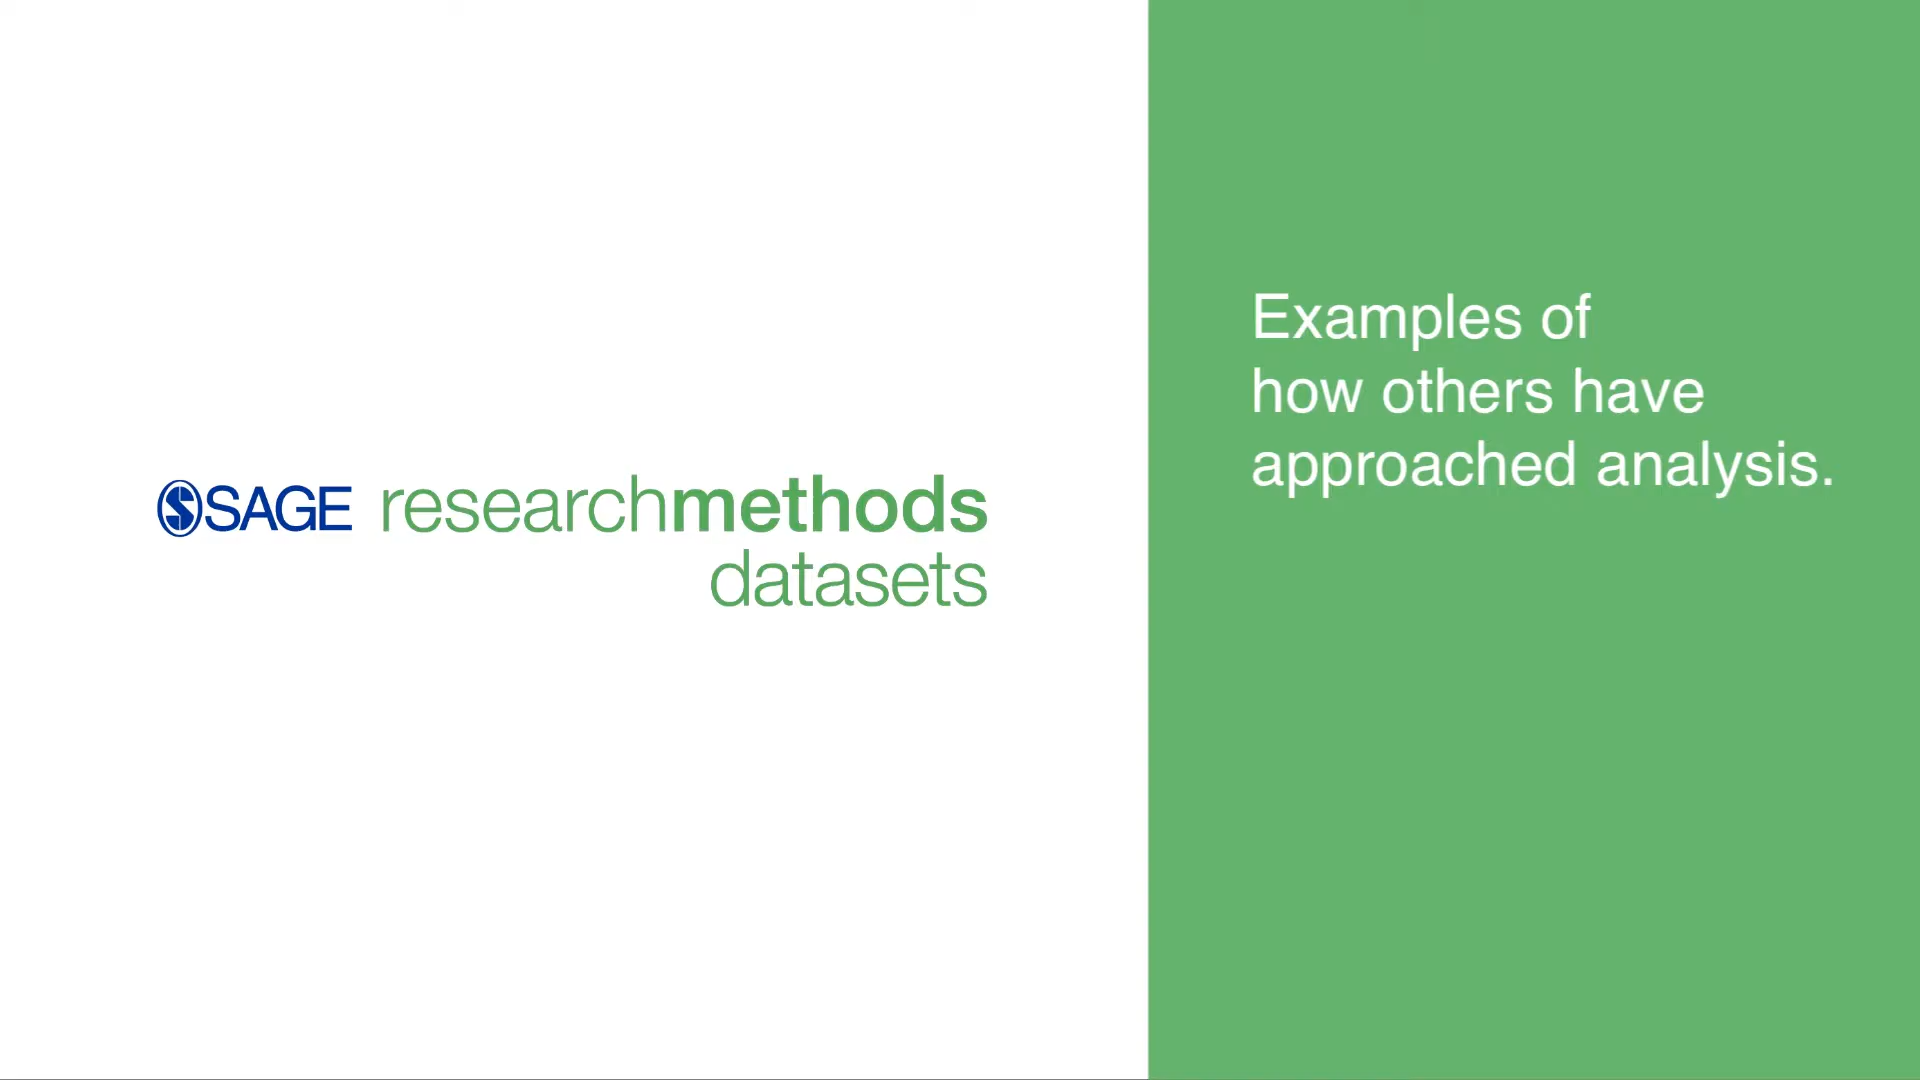 SAGE researchmethods
datasets
Examples of
how others have
approached analysis.